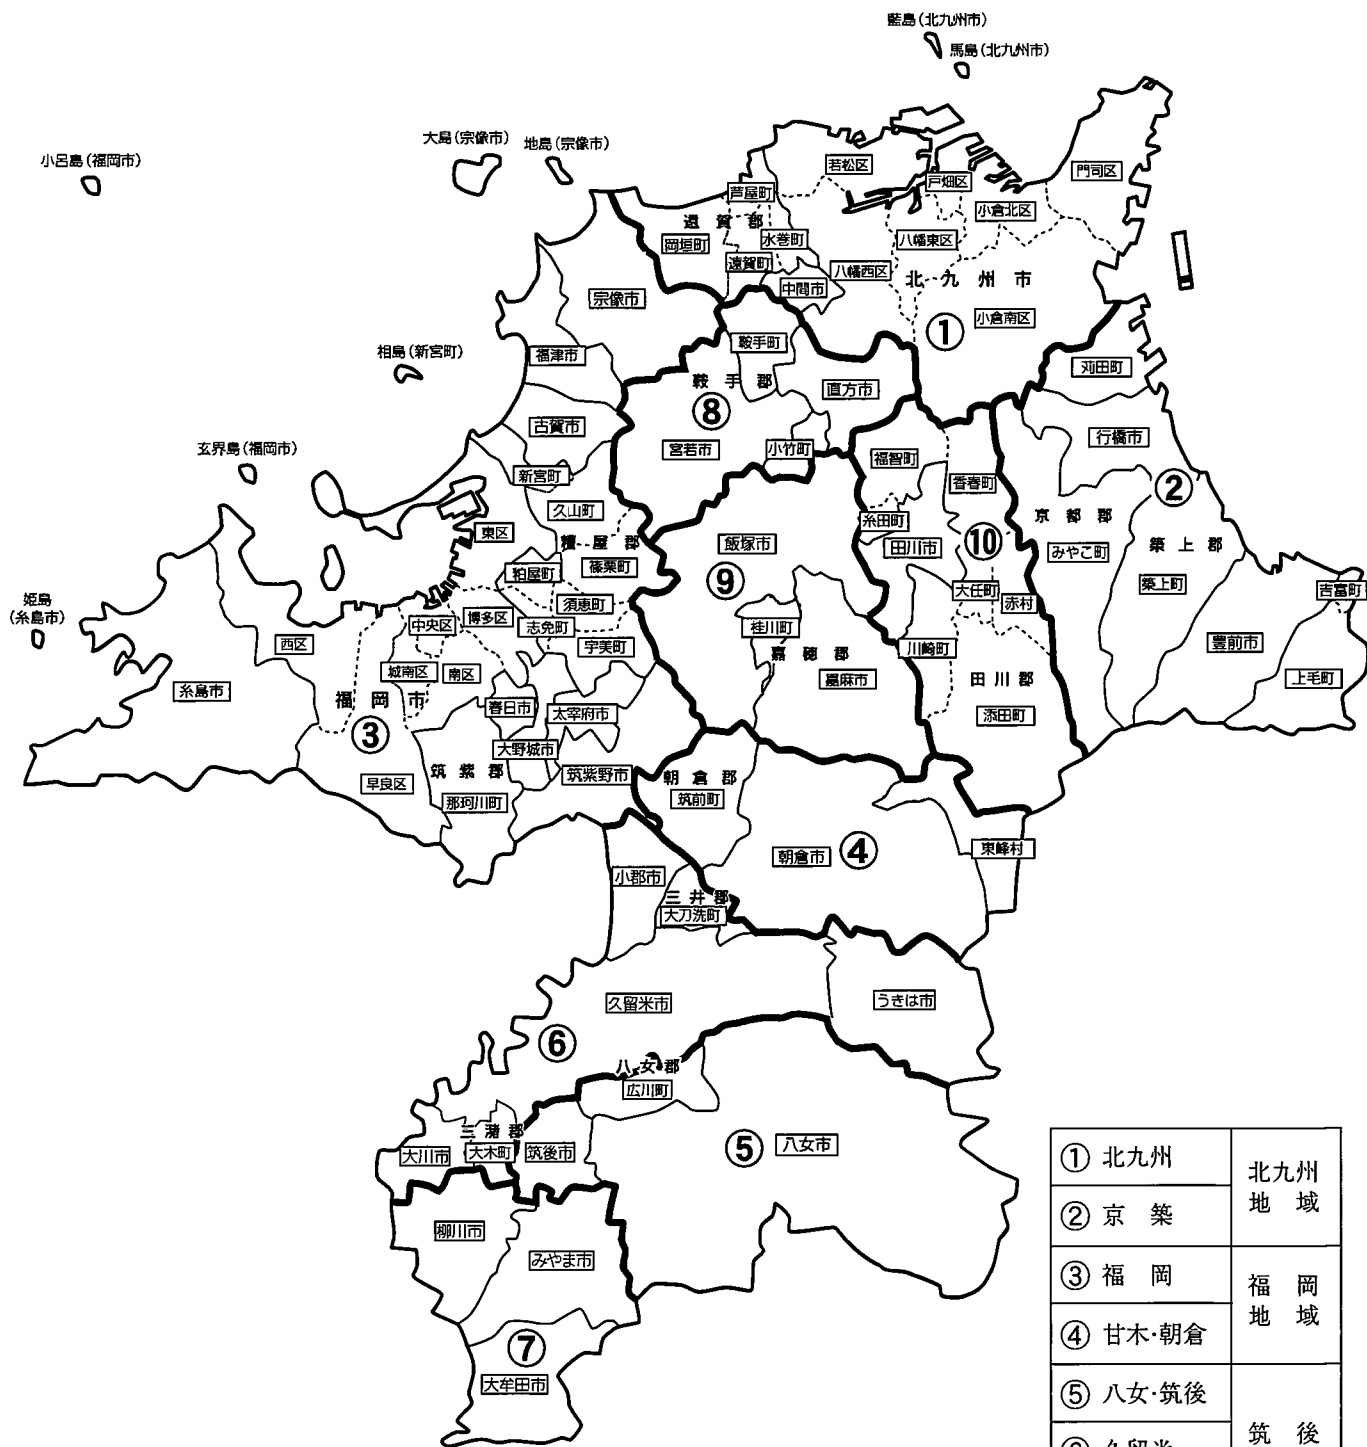 藍島(北九州市)
馬島(北九州市)
大島(宗像市)
地島(宗像市)
小呂島(福岡市)
若松区
戸畑区
門司区
芦屋町
小倉北区
遠賀郡
岡垣町
水巻町
八幡東区
遠賀町
八幡西区
中間市
北九州市
宗像市
小倉南区
①
鞍手町
相島(新宮町)
福津市
苅田町
鞍手郡
直方市
⑧
古賀市
行橋市
宮若市
小竹町
玄界島(福岡市)
福智町
新宮町
香春町
②
久山町
京都郡
糸田町
東区
飯塚市
⑩
糟屋郡
田川市
みやこ町
築上郡
篠栗町
粕屋町
⑨
築上町
吉富町
大任町
赤村
須恵町
姫島
(糸島市)
博多区
中央区
志免町
桂川町
西区
宇美町
川崎町
豊前市
嘉穂郡
城南区
南区
嘉麻市
田川郡
上毛町
糸島市
福岡市
春日市
太宰府市
添田町
③
大野城市
筑紫郡
筑紫野市
朝倉郡
早良区
筑前町
那珂川町
朝倉市
④
東峰村
小郡市
三井郡
大刀洗町
久留米市
うきは市
⑥
八女郡
広川町
三潴郡
大川市
大木町
筑後市
⑤
八女市
柳川市
みやま市
⑦
大牟田市
① 北九州
北九州
地域
② 京築
③ 福岡
福岡
地域
④ 甘木・朝倉
⑤ 八女・筑後
筑後